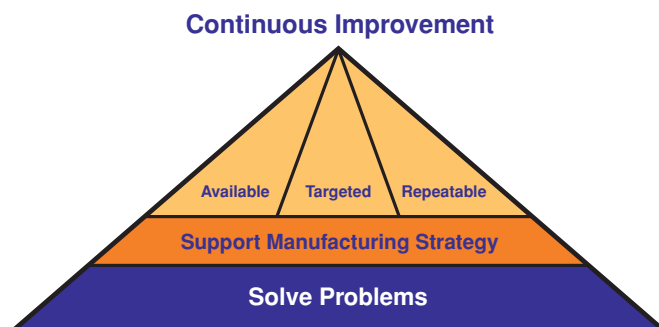 Continuous Improvement
Available Targeted Repeatable
Support Manufacturing Strategy
Solve Problems